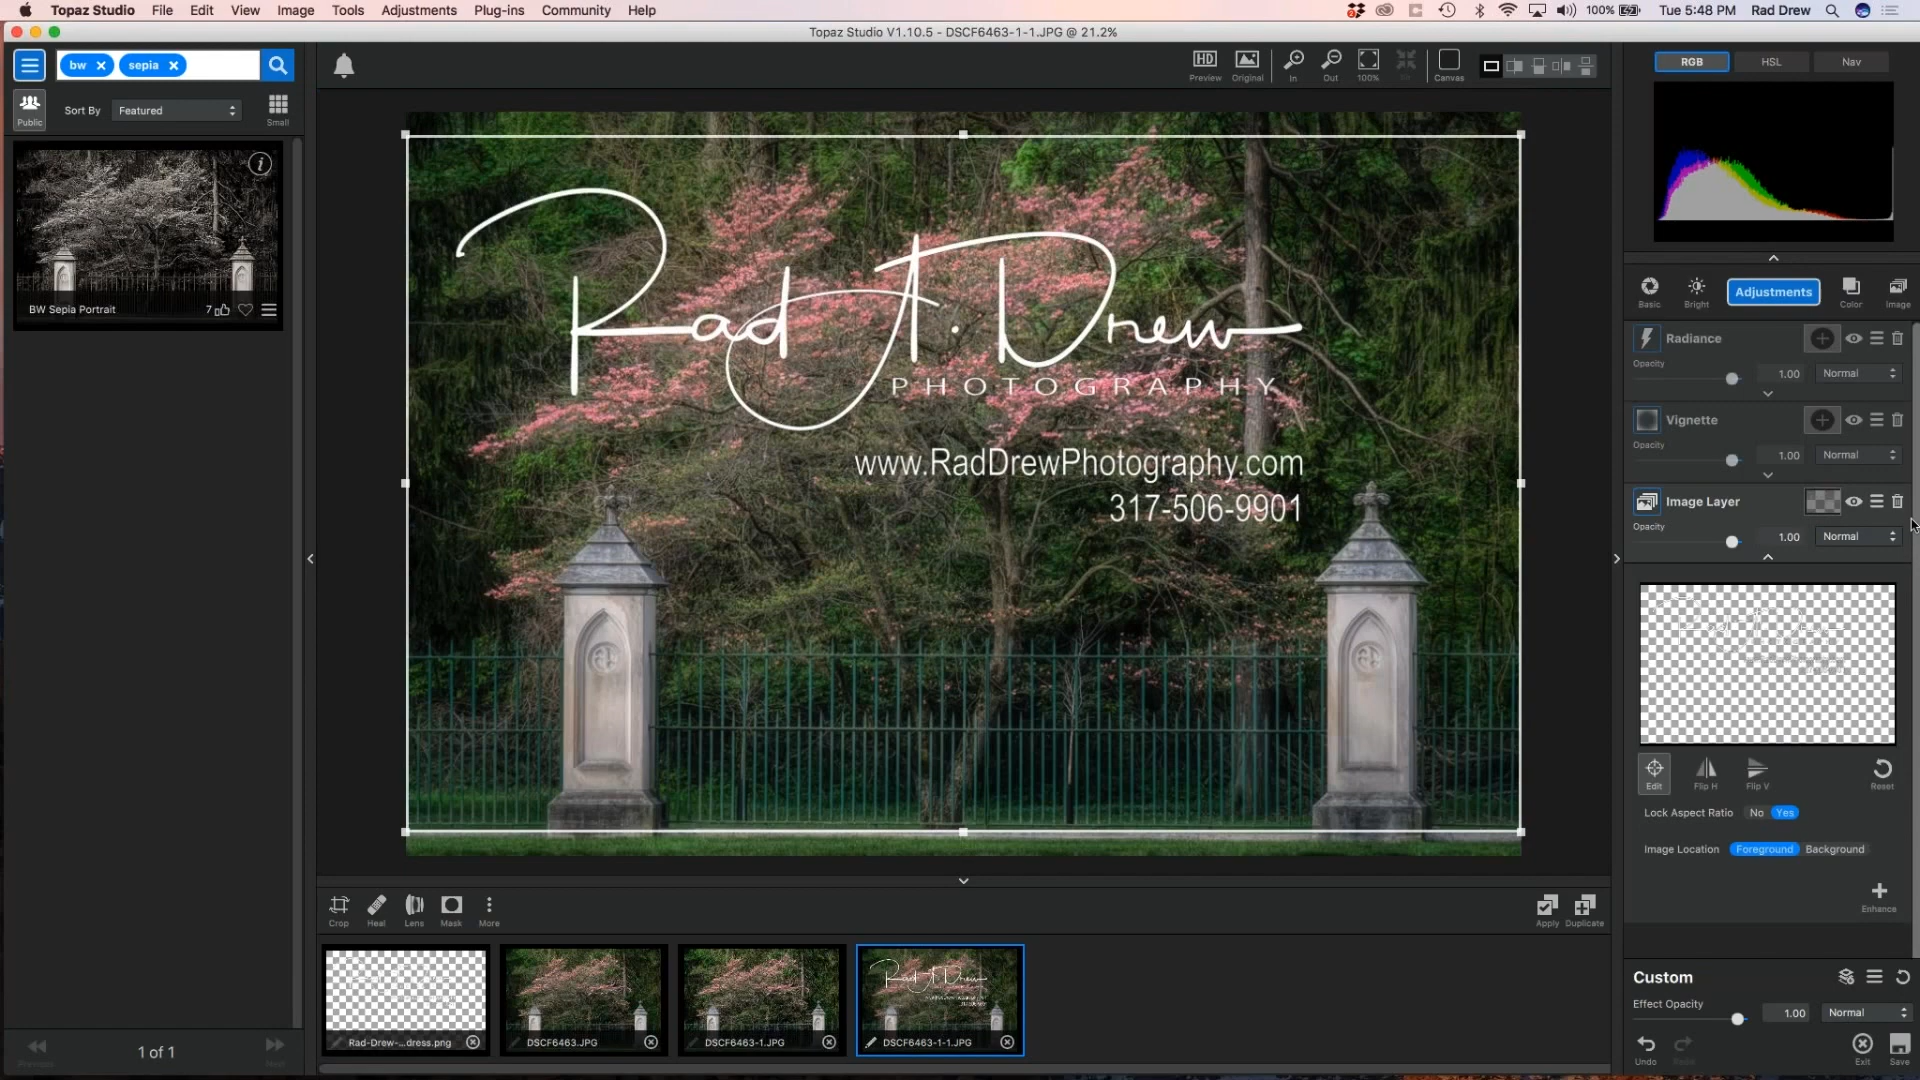 Topaz Studio File Edit View Image Tools Adjustments Plug-ins Community Help
100% Tue 5:48 PM Rad Drew
Topaz Studio V1.10.5 - DSCF6463-1-1.JPG @ 21.2%
bw sepia
Public Sort By Featured Small
BW Sepia Portrait 7
1 of 1
Previous Next
HD Preview Original In Out 100% Canvas
Rad A. Drew
PHOTOGRAPHY
www.RadDrewPhotography.com
317-506-9901
Crop Heal Lens Mask More Apply Duplicate
Rad-Drew-...dress.png DSCF6463.JPG DSCF6463-1.JPG DSCF6463-1-1.JPG
RGB HSL Nav
Basic Bright Adjustments Color Image
Radiance
Opacity 1.00 Normal
Vignette
Opacity 1.00 Normal
Image Layer
Opacity 1.00 Normal
Edit Flip H Flip V Reset
Lock Aspect Ratio No Yes
Image Location Foreground Background
Enhance
Custom
Effect Opacity 1.00 Normal
Undo Redo Exit Save